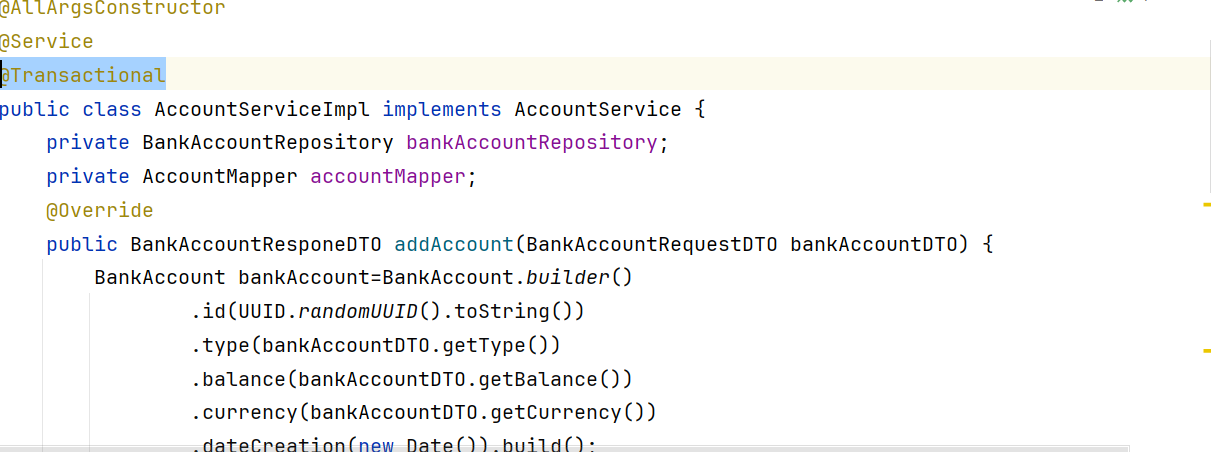 @AllArgsConstructor
@Service
@Transactional
public class AccountServiceImpl implements AccountService {
private BankAccountRepository bankAccountRepository;
private AccountMapper accountMapper;
@Override
public BankAccountResponeDTO addAccount(BankAccountRequestDTO bankAccountDTO) {
BankAccount bankAccount=BankAccount.builder()
.id(UUID.randomUUID().toString())
.type(bankAccountDTO.getType())
.balance(bankAccountDTO.getBalance())
.currency(bankAccountDTO.getCurrency())
.dateCreation(new Date()).build();